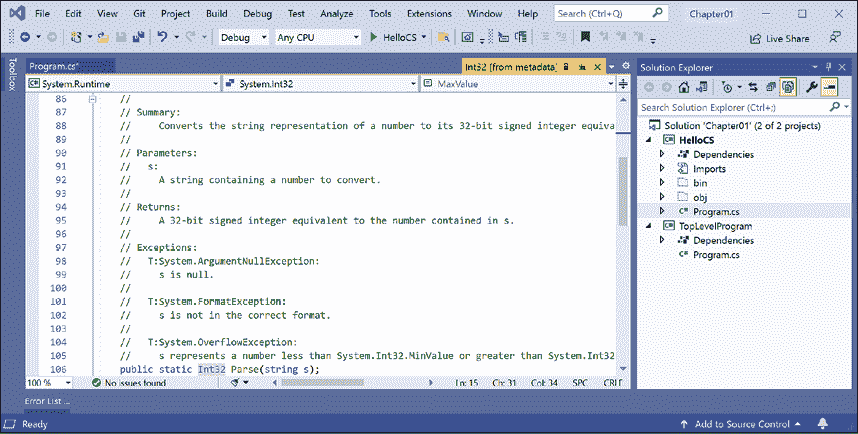 File Edit View Git Project Build Debug Test Analyze Tools Extensions Window Help Search (Ctrl+Q) Chapter01
Debug Any CPU HelloCS Live Share
Toolbox
Program.cs* Int32 [from metadata]
System.Runtime System.Int32 MaxValue
86 //
87 // Summary:
88 // Converts the string representation of a number to its 32-bit signed integer equiva
89 //
90 // Parameters:
91 // s:
92 // A string containing a number to convert.
93 //
94 // Returns:
95 // A 32-bit signed integer equivalent to the number contained in s.
96 //
97 // Exceptions:
98 // T:System.ArgumentNullException:
99 // s is null.
100 //
101 // T:System.FormatException:
102 // s is not in the correct format.
103 //
104 // T:System.OverflowException:
105 // s represents a number less than System.Int32.MinValue or greater than System.Int32
106 public static Int32 Parse(string s);
100 % No issues found Ln: 15 Ch: 31 Col: 34 SPC CRLF
Solution Explorer
Search Solution Explorer (Ctrl+;)
Solution 'Chapter01' (2 of 2 projects)
HelloCS
Dependencies
Imports
bin
obj
C# Program.cs
TopLevelProgram
Dependencies
C# Program.cs
Error List ...
Ready Add to Source Control